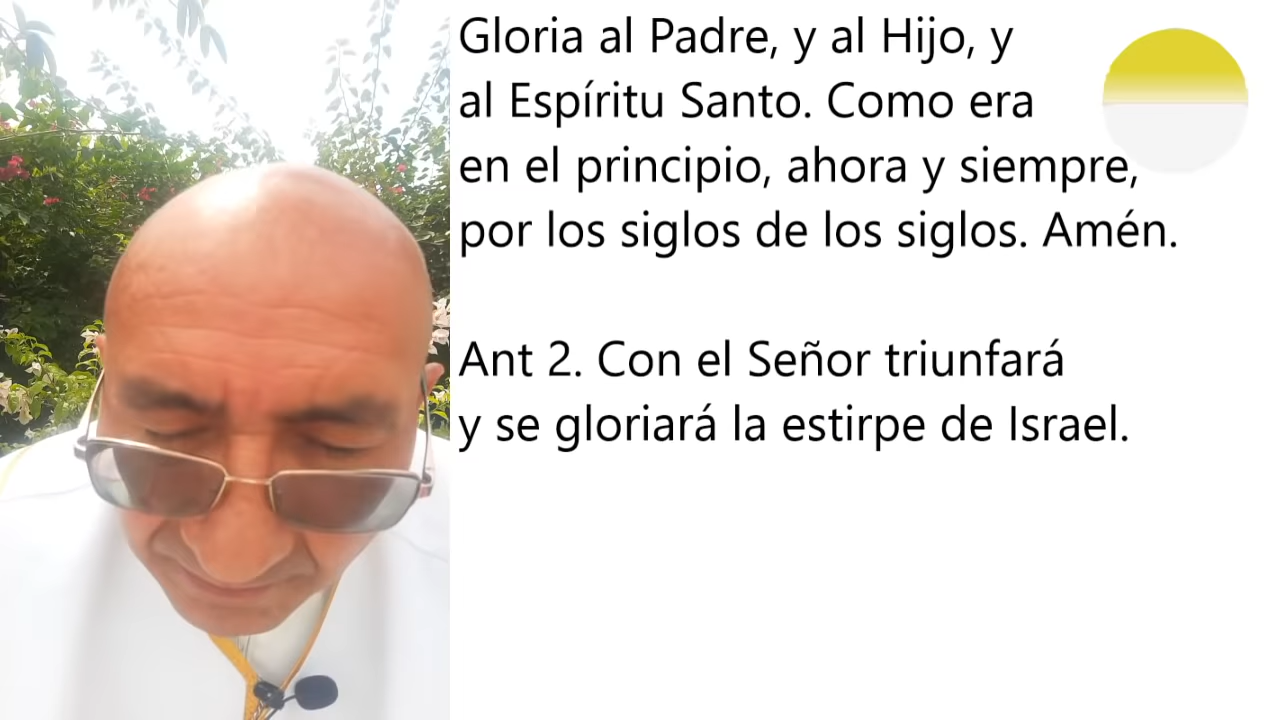 Gloria al Padre, y al Hijo, y
al Espíritu Santo. Como era
en el principio, ahora y siempre,
por los siglos de los siglos. Amén.
Ant 2. Con el Señor triunfará
y se gloriará la estirpe de Israel.